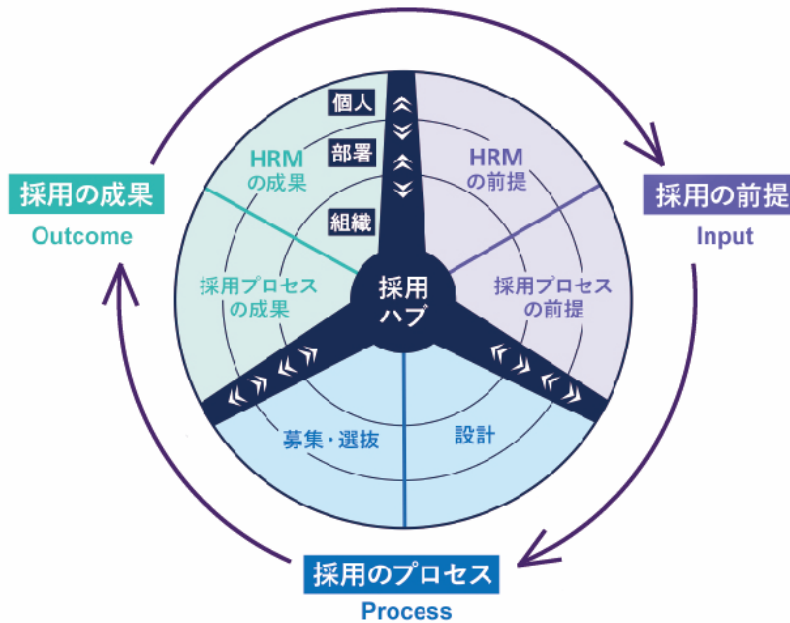 個人
部署
組織
HRM
の成果
HRM
の前提
採用の成果
Outcome
採用の前提
Input
採用プロセス
の成果
採用
ハブ
採用プロセス
の前提
募集・選抜
設計
採用のプロセス
Process